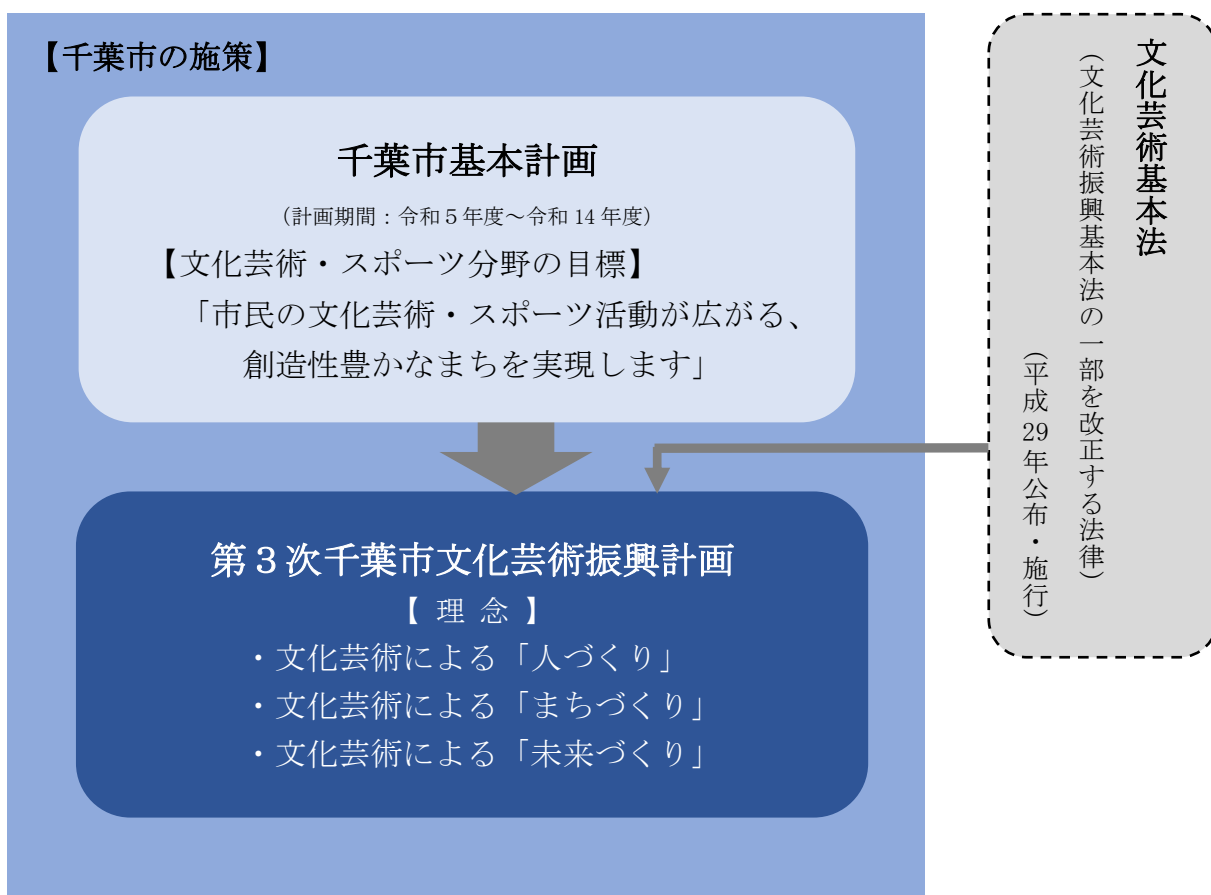 【千葉市の施策】
千葉市基本計画
（計画期間：令和５年度～令和 14 年度）
【文化芸術・スポーツ分野の目標】
「市民の文化芸術・スポーツ活動が広がる、
創造性豊かなまちを実現します」
第３次千葉市文化芸術振興計画
【 理 念 】
・文化芸術による「人づくり」
・文化芸術による「まちづくり」
・文化芸術による「未来づくり」
文化芸術基本法
（文化芸術振興基本法の一部を改正する法律）
（平成 29 年公布・施行）